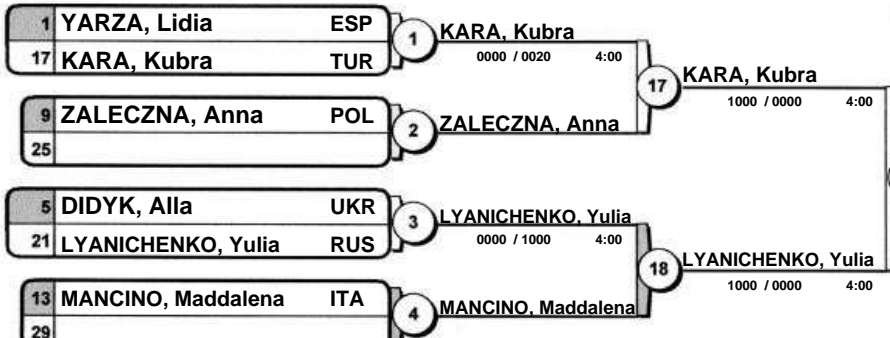 1 YARZA, Lidia ESP
17 KARA, Kubra TUR
1
KARA, Kubra
0000 / 0020 4:00
9 ZALECZNA, Anna POL
25
2
ZALECZNA, Anna
17
KARA, Kubra
1000 / 0000 4:00
5 DIDYK, Alla UKR
21 LYANICHENKO, Yulia RUS
3
LYANICHENKO, Yulia
0000 / 1000 4:00
13 MANCINO, Maddalena ITA
29
4
MANCINO, Maddalena
18
LYANICHENKO, Yulia
1000 / 0000 4:00